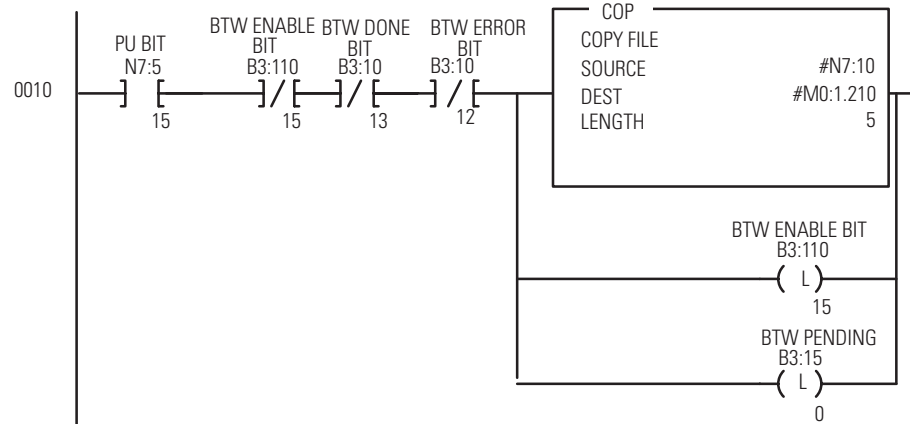 COP
BTW ENABLE BIT
BTW DONE BIT
BTW ERROR BIT
PU BIT
COPY FILE
N7:5
B3:110
B3:10
B3:10
SOURCE #N7:10
0010
DEST #M0:1.210
15
15
13
12
LENGTH 5
BTW ENABLE BIT
B3:110
L
15
BTW PENDING
B3:15
L
0